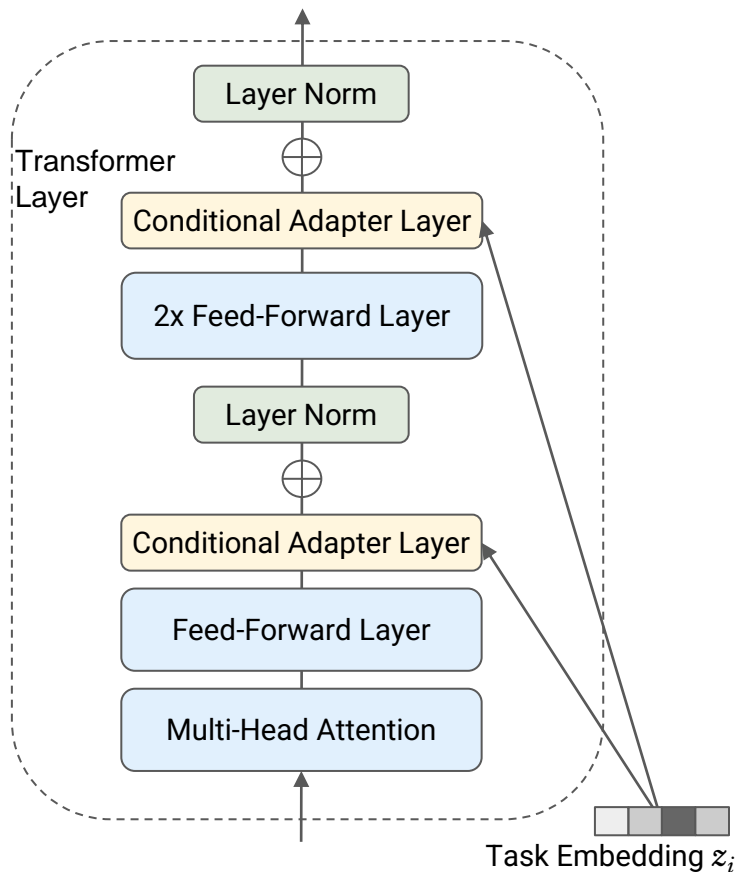 Layer Norm
Transformer
Layer
Conditional Adapter Layer
2x Feed-Forward Layer
Layer Norm
Conditional Adapter Layer
Feed-Forward Layer
Multi-Head Attention
Task Embedding z_i